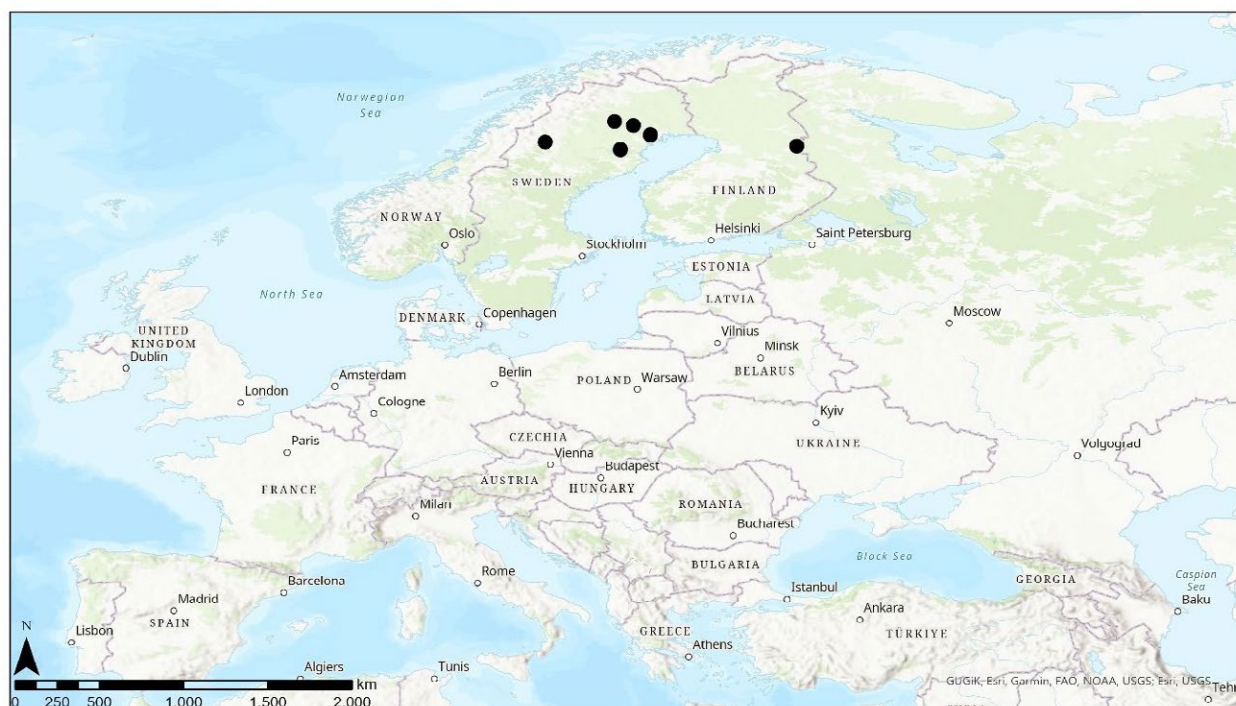 Norwegian
Sea
SWEDEN
FINLAND
NORWAY
Oslo
Helsinki
Saint Petersburg
Stockholm
ESTONIA
North Sea
LATVIA
Moscow
DENMARK
Copenhagen
UNITED
KINGDOM
Dublin
Vilnius
Minsk
BELARUS
Amsterdam
Berlin
POLAND
Warsaw
London
Cologne
Kyiv
UKRAINE
Paris
CZECHIA
Vienna
Volgograd
Budapest
AUSTRIA
HUNGARY
FRANCE
ROMANIA
Milan
Bucharest
Black Sea
BULGARIA
GEORGIA
Caspian
Sea
Rome
Barcelona
Istanbul
Baku
Madrid
SPAIN
Ankara
TÜRKIYE
N
Lisbon
GREECE
Athens
Algiers
Tunis
km
GUGiK, Esri, Garmin, FAO, NOAA, USGS; Esri, USGS
0 250 500 1.000 1.500 2.000